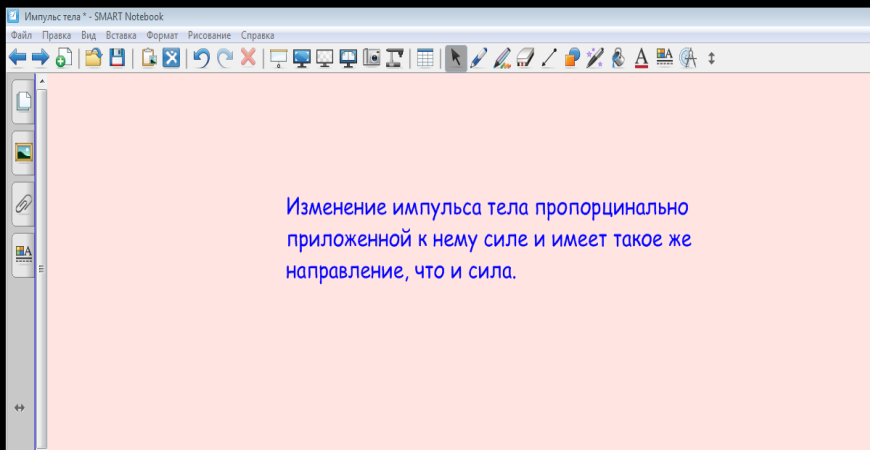 Импульс тела * - SMART Notebook
Файл Правка Вид Вставка Формат Рисование Справка
Изменение импульса тела пропорцинально
приложенной к нему силе и имеет такое же
направление, что и сила.